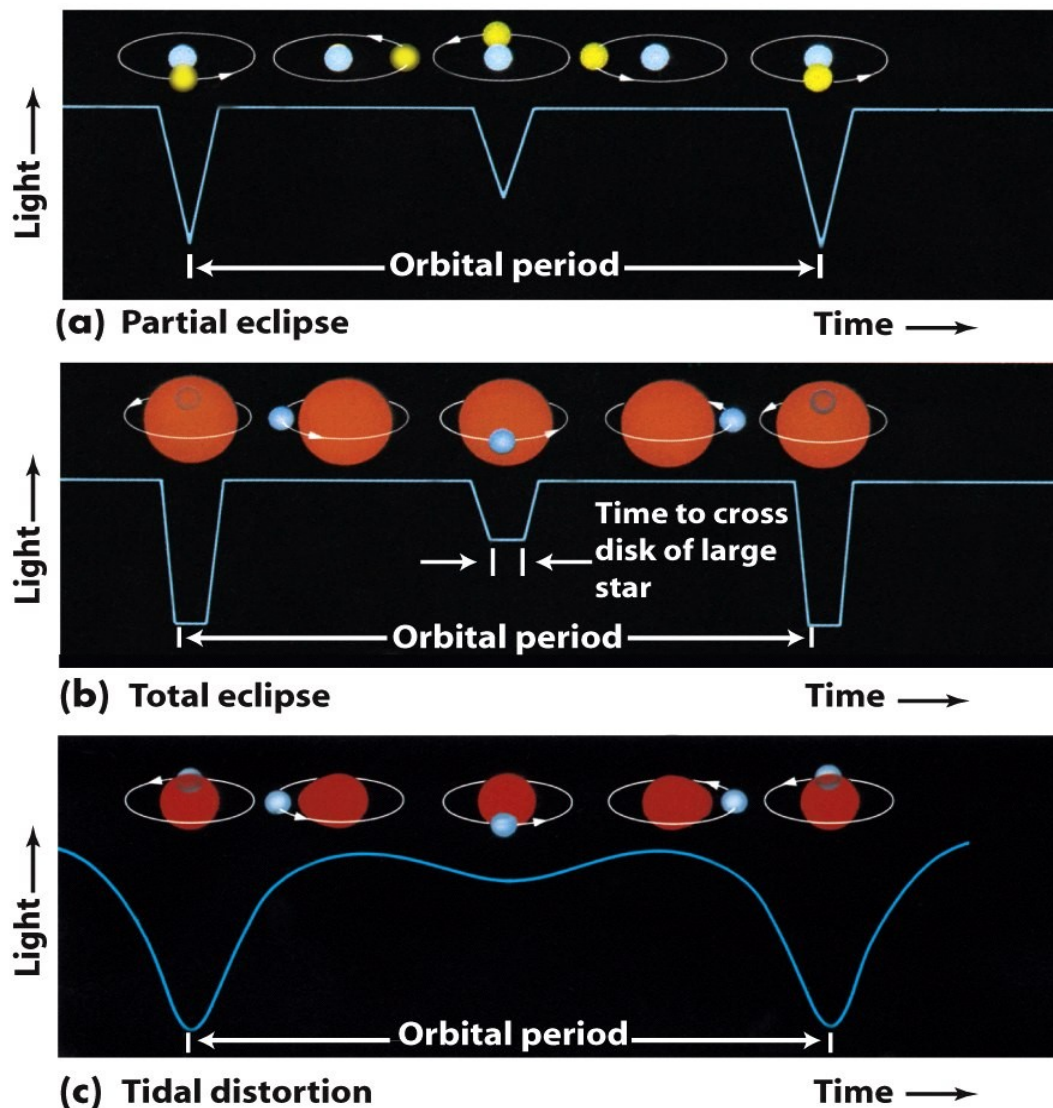 Light
Orbital period
(a) Partial eclipse
Time
Light
Time to cross
disk of large
star
Orbital period
(b) Total eclipse
Time
Light
Orbital period
(c) Tidal distortion
Time